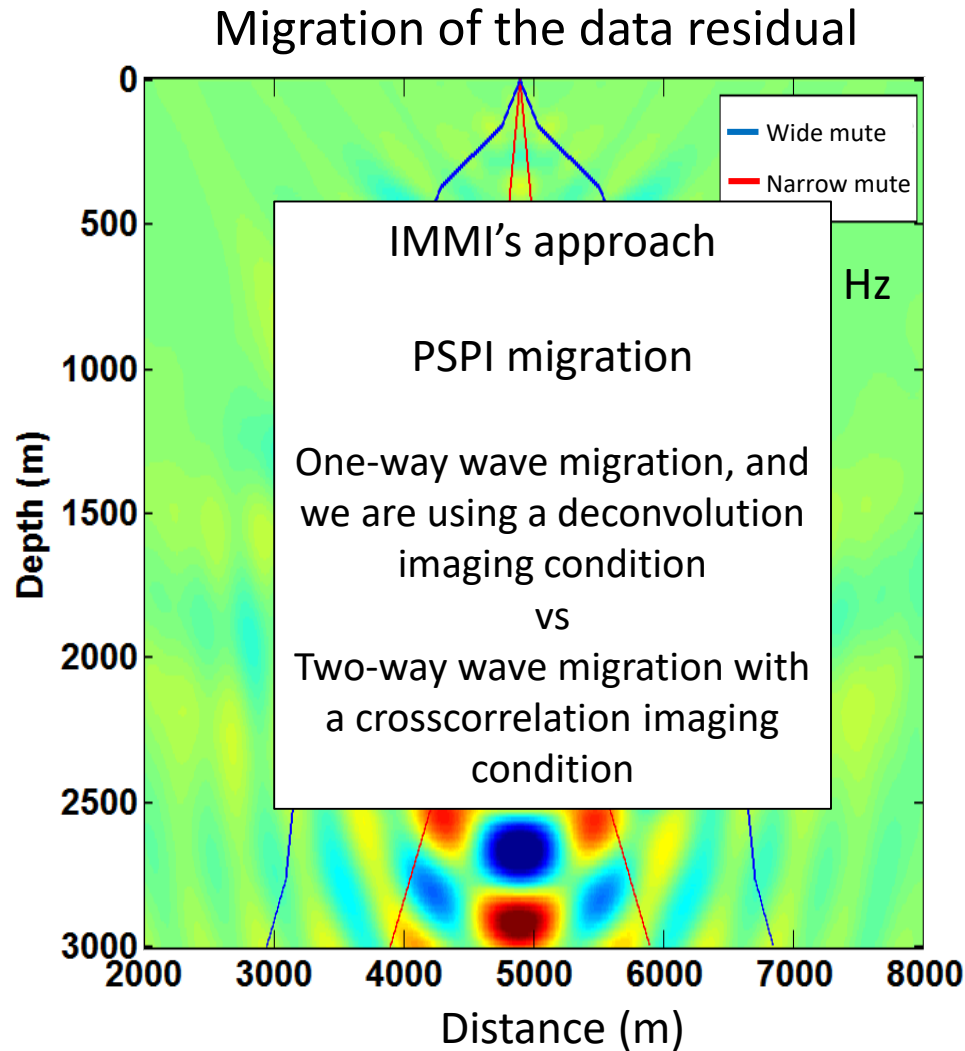 Migration of the data residual
0
500
1000
1500
2000
2500
3000
Depth (m)
Wide mute
Narrow mute
Hz
IMMI's approach
PSPI migration
One-way wave migration, and
we are using a deconvolution
imaging condition
vs
Two-way wave migration with
a crosscorrelation imaging
condition
2000 3000 4000 5000 6000 7000 8000
Distance (m)